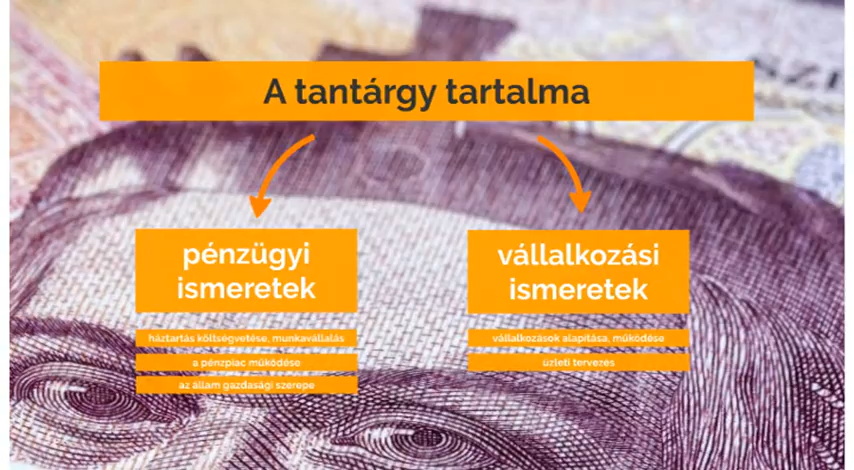 A tantárgy tartalma
pénzügyi
ismeretek
háztartás költségvetése, munkavállalás
a pénzpiac működése
az állam gazdasági szerepe
vállalkozási
ismeretek
vállalkozások alapítása, működése
üzleti tervezés